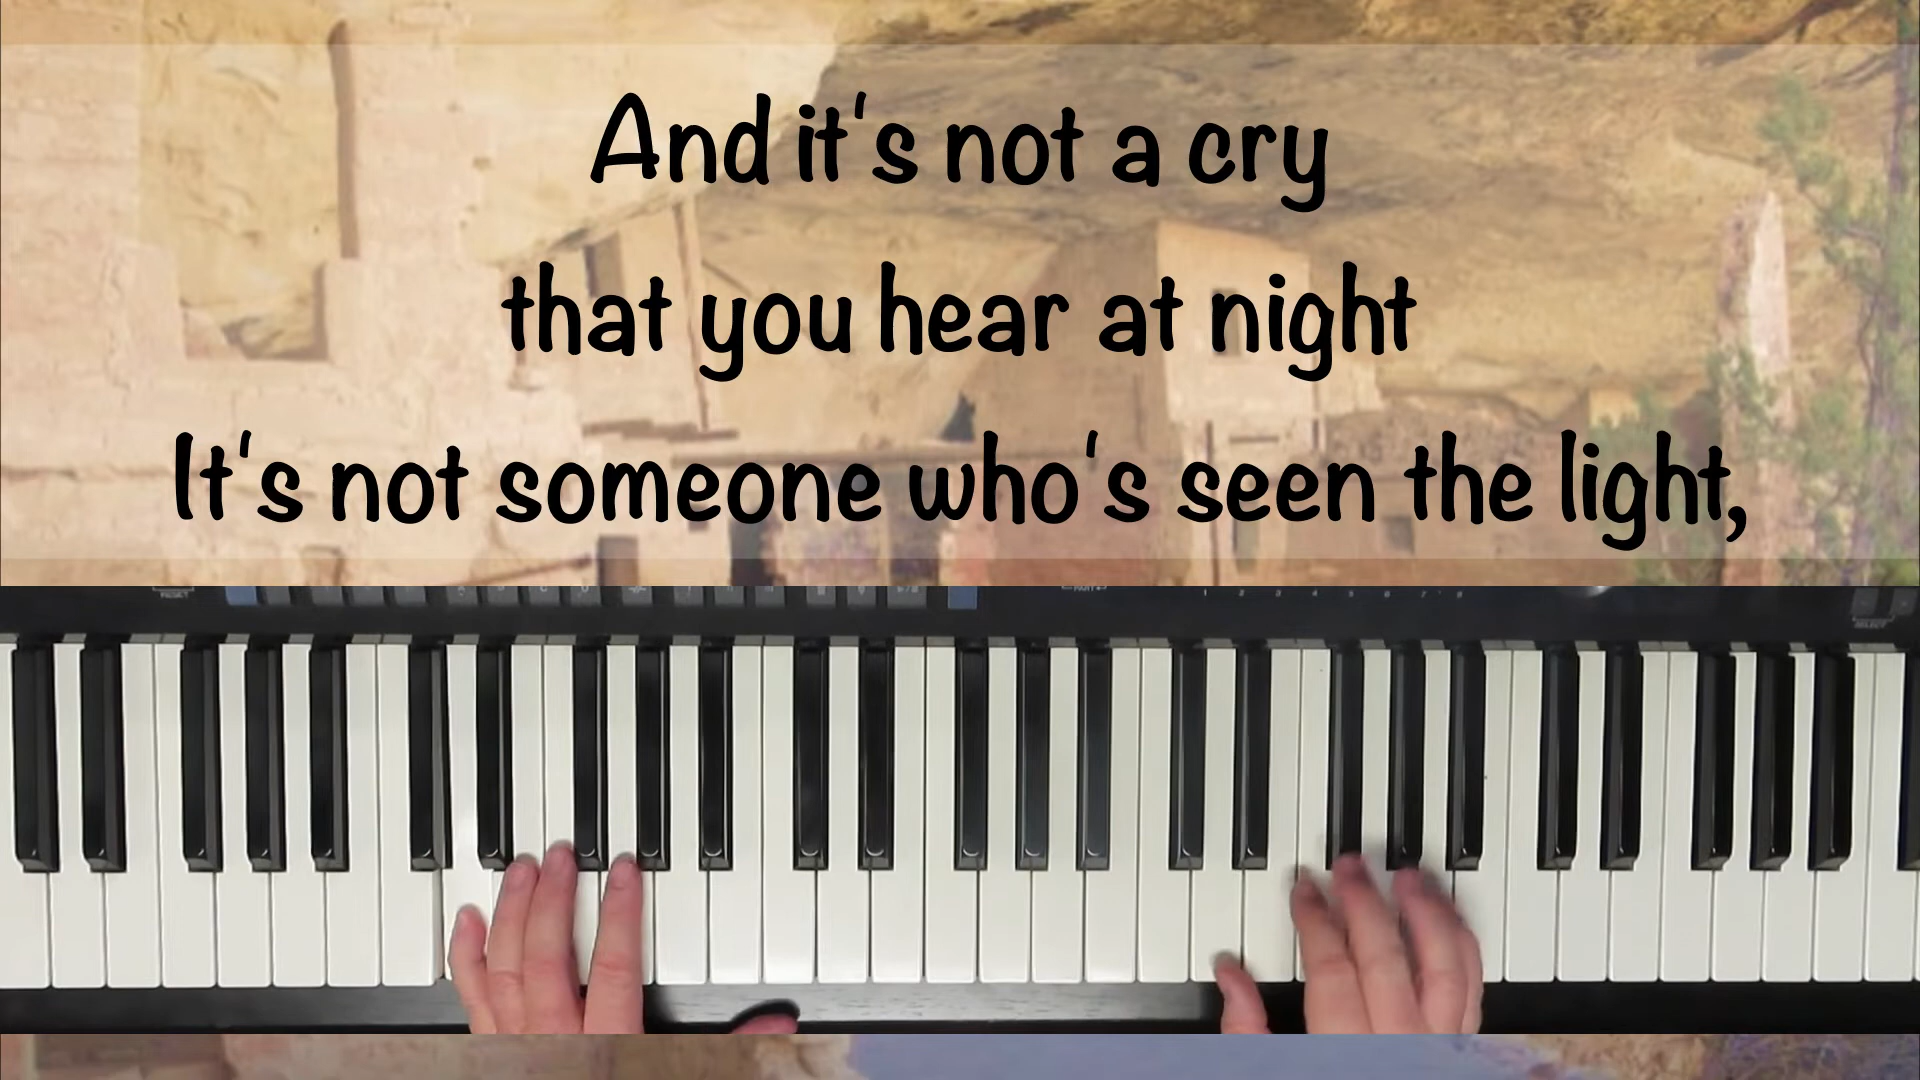 And it's not a cry
that you hear at night
It's not someone who's seen the light,